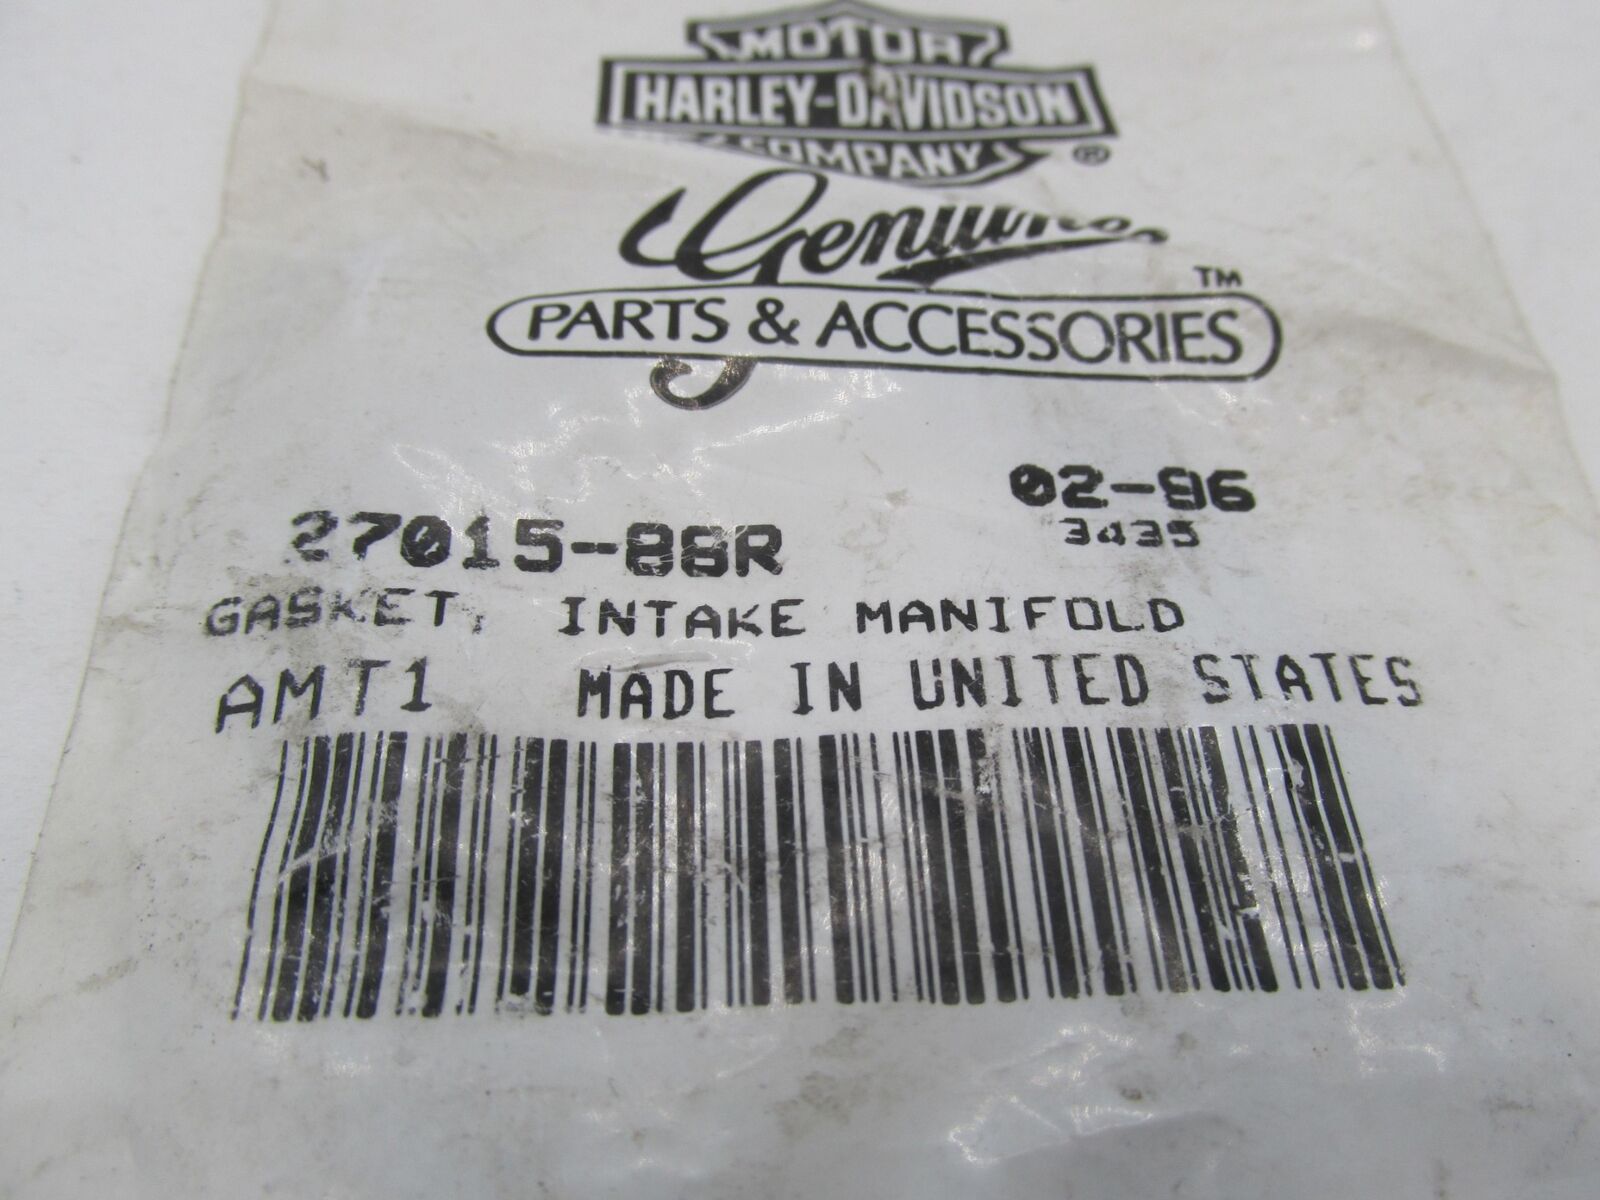 MOTOR
HARLEY-DAVIDSON
COMPANY ®
Genuine
TM
PARTS & ACCESSORIES
02-96
27015-88R
3435
GASKET, INTAKE MANIFOLD
AMT1 MADE IN UNITED STATES